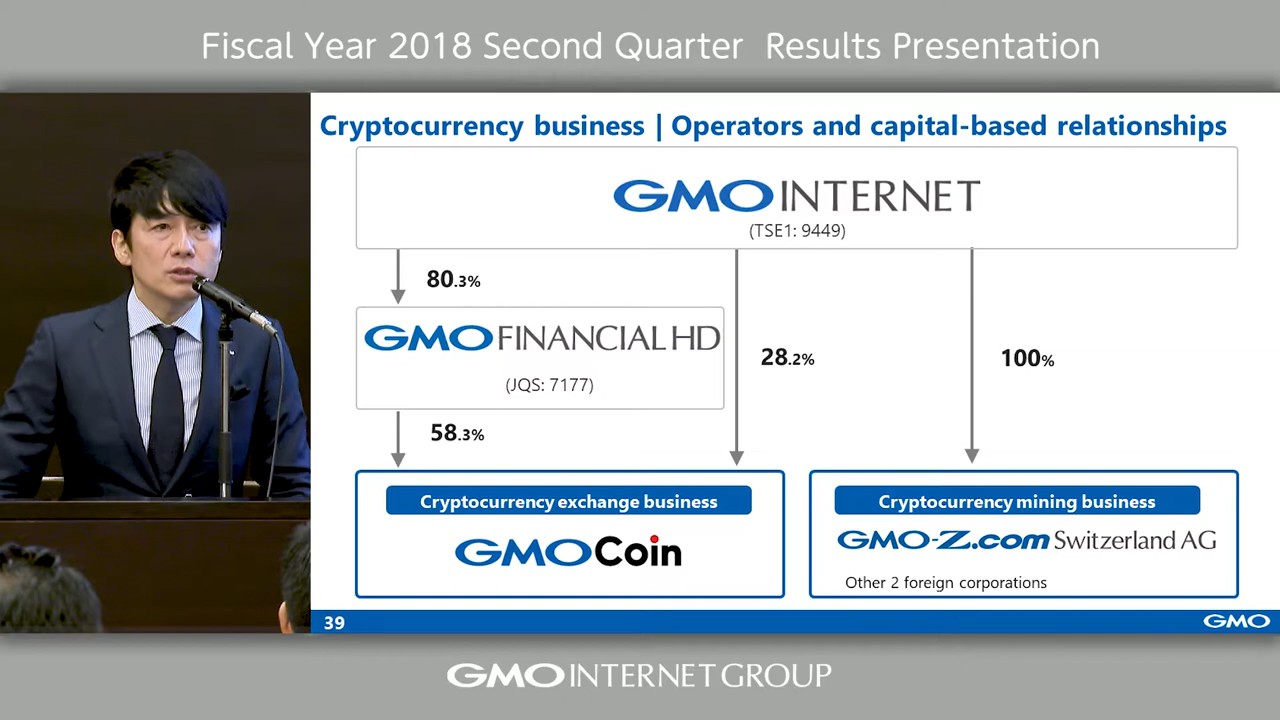 Fiscal Year 2018 Second Quarter Results Presentation
Cryptocurrency business | Operators and capital-based relationships
GMO INTERNET
(TSE1: 9449)
80.3%
GMO FINANCIAL HD
(JQS: 7177)
28.2%
100%
58.3%
Cryptocurrency exchange business
GMO Coin
Cryptocurrency mining business
GMO-Z.com Switzerland AG
Other 2 foreign corporations
39
GMO
GMO INTERNET GROUP